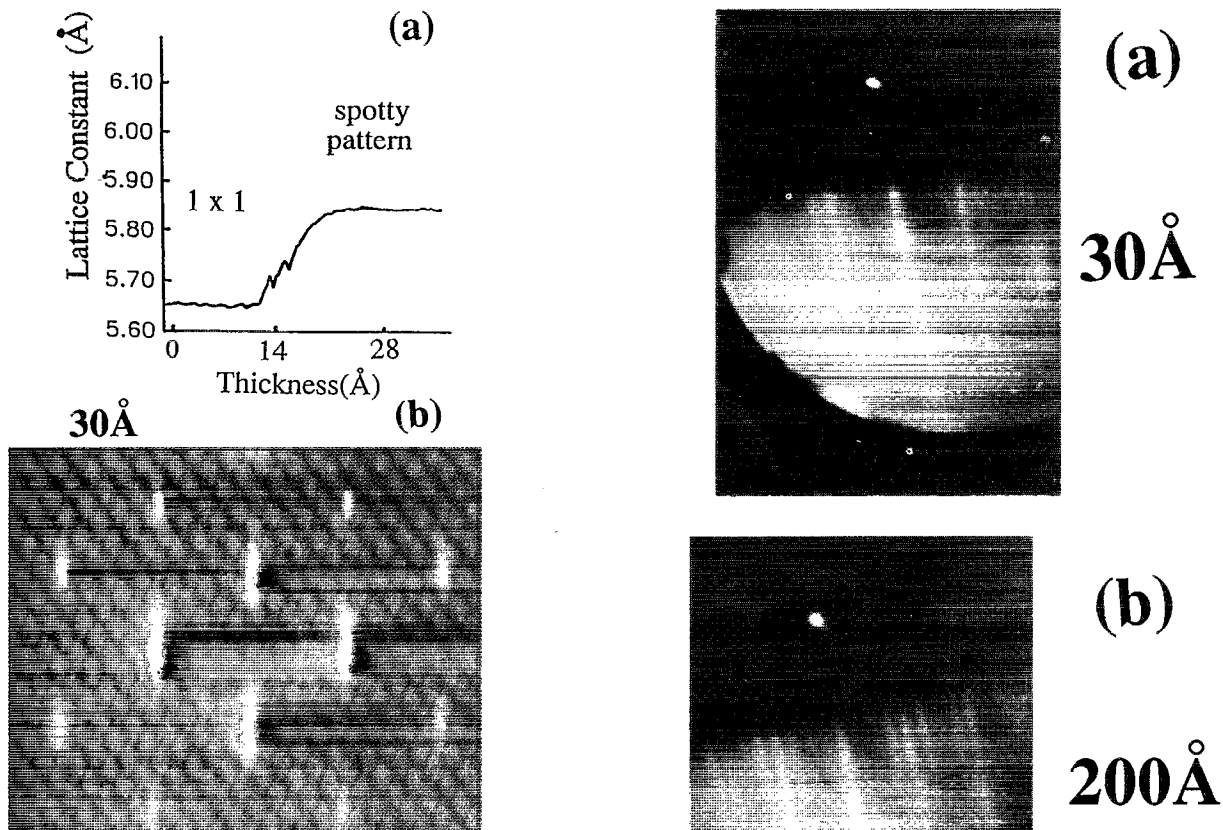 (a)
Lattice Constant (Å)
6.10
6.00
5.90
5.80
5.70
5.60
spotty
pattern
1 x 1
0
14
28
Thickness(Å)
30Å
(b)
(a)
30Å
(b)
200Å